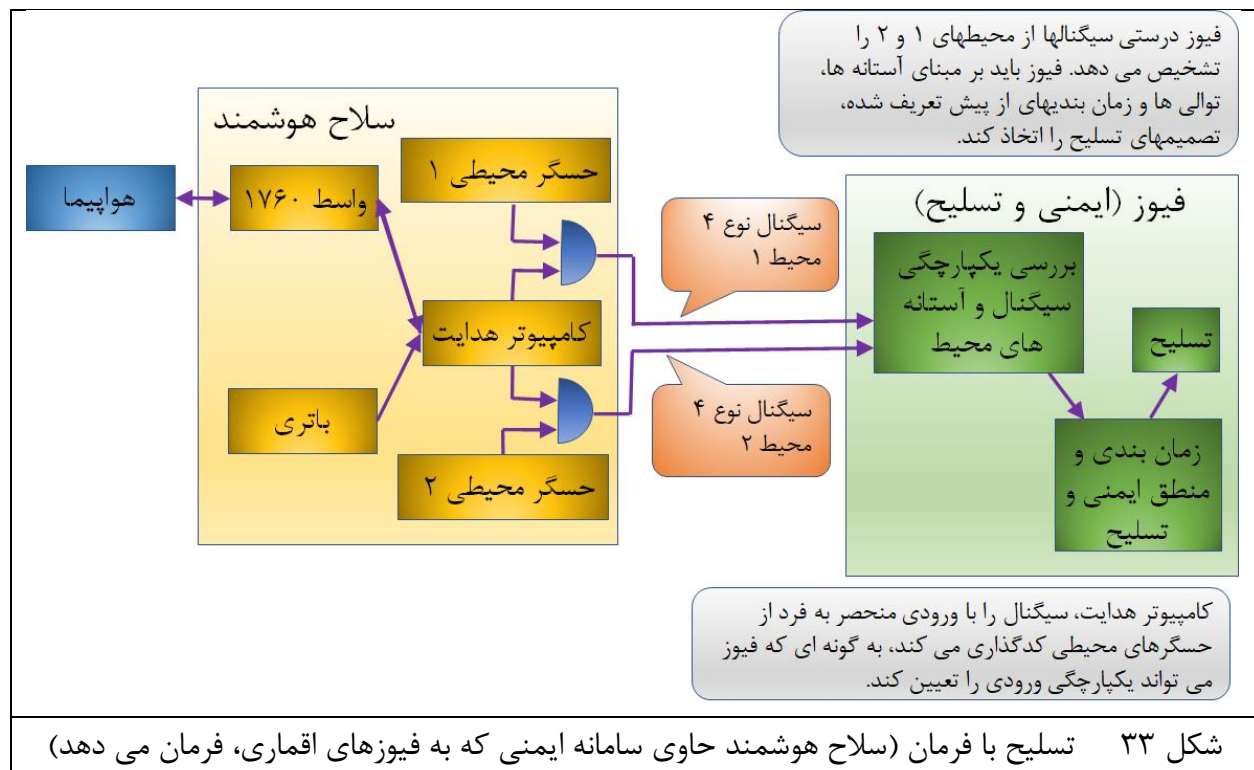 فیوز درستی سیگنالها از محیطهای ۱ و ۲ را
تشخیص می دهد. فیوز باید بر مبنای آستانه ها،
توالی ها و زمان بندیهای از پیش تعریف شده،
تصمیمهای تسلیح را اتخاذ کند.
سلاح هوشمند
هواپیما
واسط ۱۷۶۰
حسگر محیطی ۱
کامپیوتر هدایت
باتری
حسگر محیطی ۲
سیگنال نوع ۴
محیط ۱
سیگنال نوع ۴
محیط ۲
فیوز (ایمنی و تسلیح)
بررسی یکپارچگی
سیگنال و آستانه
های محیط
تسلیح
زمان بندی و
منطق ایمنی و
تسلیح
کامپیوتر هدایت، سیگنال را با ورودی منحصر به فرد از
حسگرهای محیطی کدگذاری می کند، به گونه ای که فیوز
می تواند یکپارچگی ورودی را تعیین کند.
شکل ۳۳ تسلیح با فرمان (سلاح هوشمند حاوی سامانه ایمنی که به فیوزهای اقماری، فرمان می دهد)